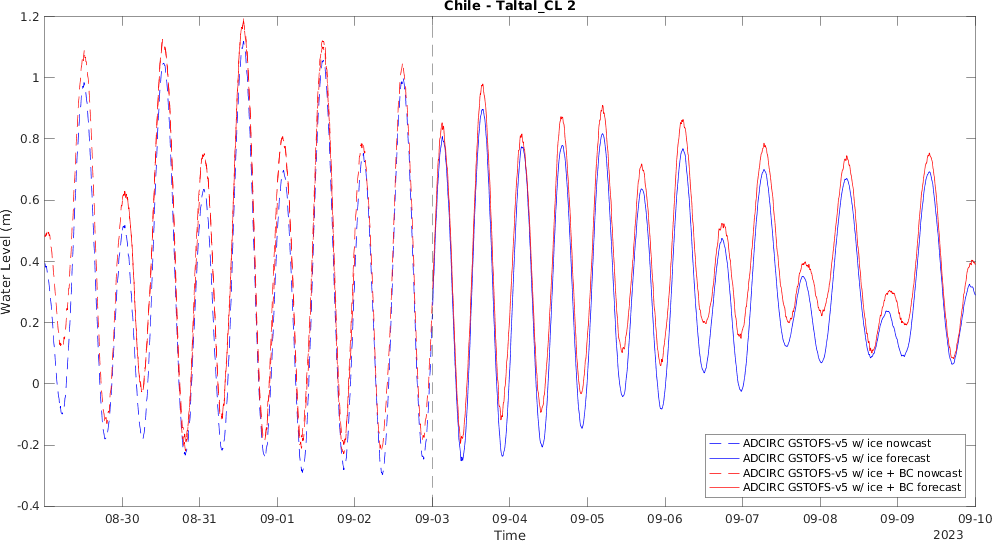 Chile - Taltal_CL 2
1.2
1
0.8
0.6
0.4
0.2
0
-0.2
-0.4
Water Level (m)
ADCIRC GSTOFS-v5 w/ ice nowcast
ADCIRC GSTOFS-v5 w/ ice forecast
ADCIRC GSTOFS-v5 w/ ice + BC nowcast
ADCIRC GSTOFS-v5 w/ ice + BC forecast
08-30 08-31 09-01 09-02 09-03 09-04 09-05 09-06 09-07 09-08 09-09 09-10
Time
2023